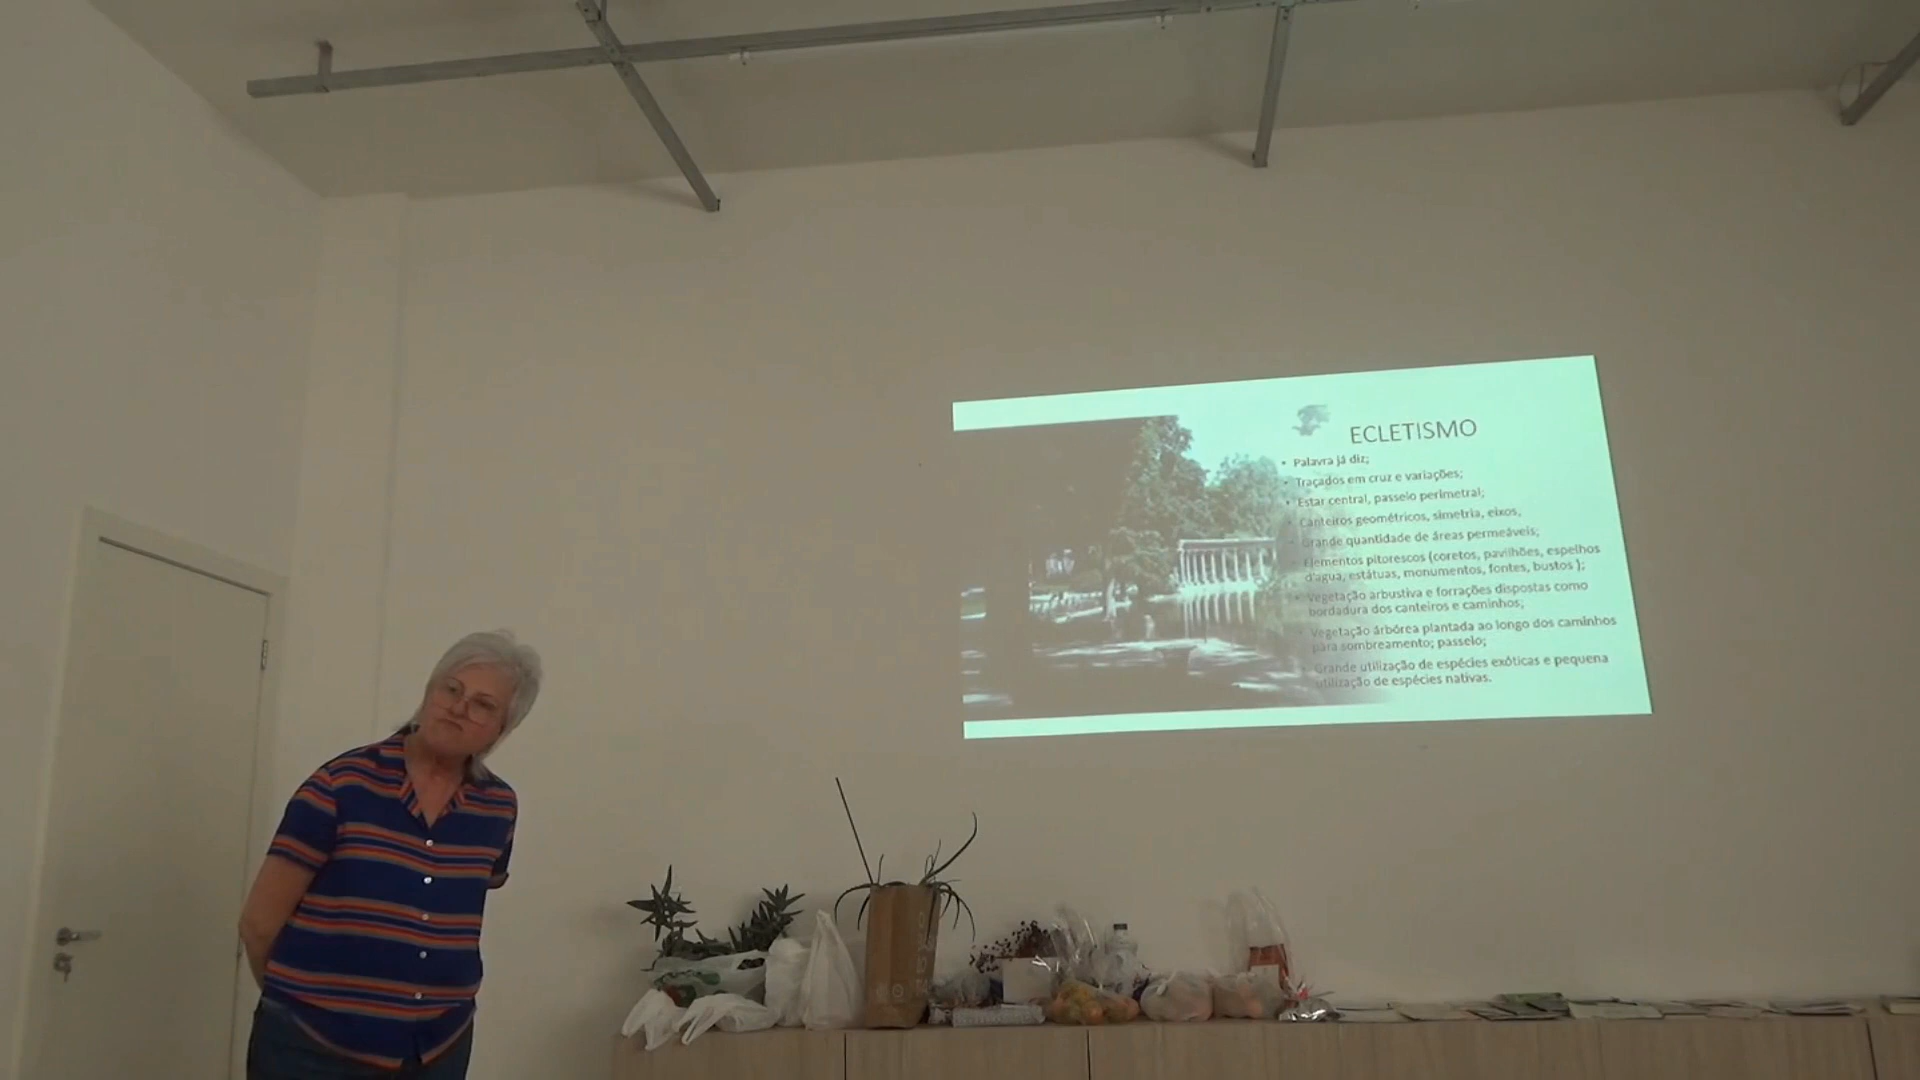 ECLETISMO
• Palavra já diz;
• Traçados em cruz e variações;
• Estar central, passeio perimetral;
• Canteiros geométricos, simetria, eixos,
• Grande quantidade de áreas permeáveis;
• Elementos pitorescos (coretos, pavilhões, espelhos
d'agua, estátuas, monumentos, fontes, bustos );
• Vegetação arbustiva e forrações dispostas como
bordadura dos canteiros e caminhos;
• Vegetação árbórea plantada ao longo dos caminhos
para sombreamento; passeio;
• Grande utilização de espécies exóticas e pequena
utilização de espécies nativas.